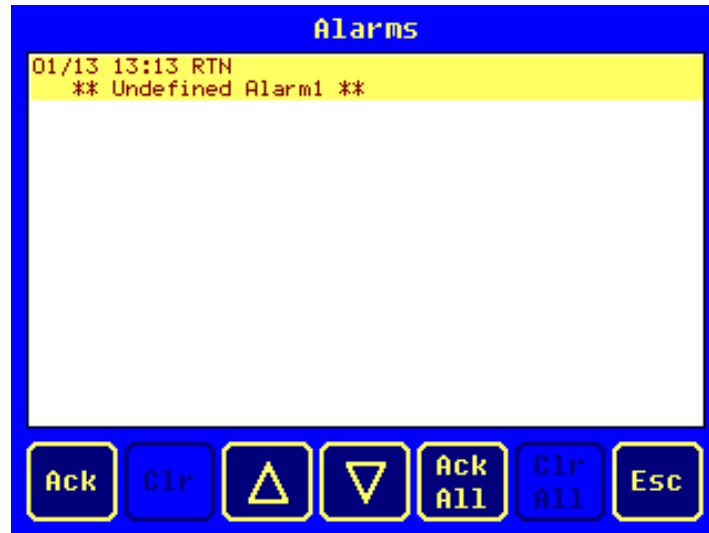 Alarms
01/13 13:13 RTN
** Undefined Alarm1 **
Ack
Clr
Ack
All
Clr
All
Esc